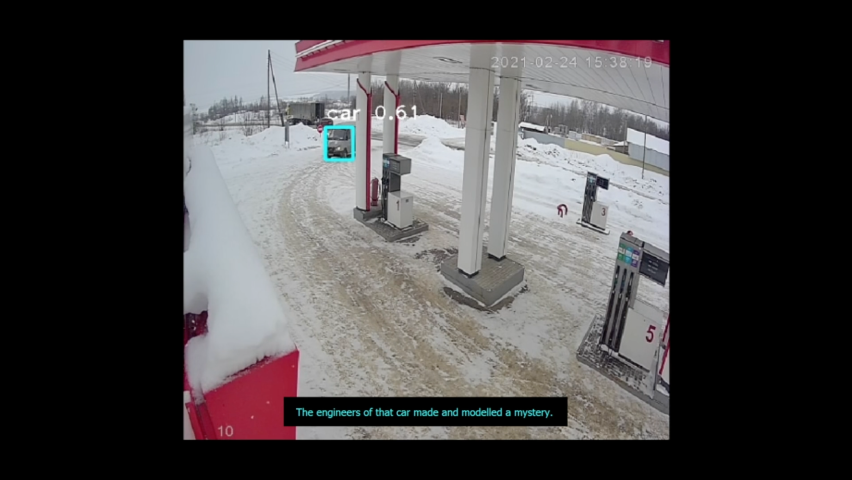 2021-02-24 15:38:19
car 0.61
5
10
The engineers of that car made and modelled a mystery.